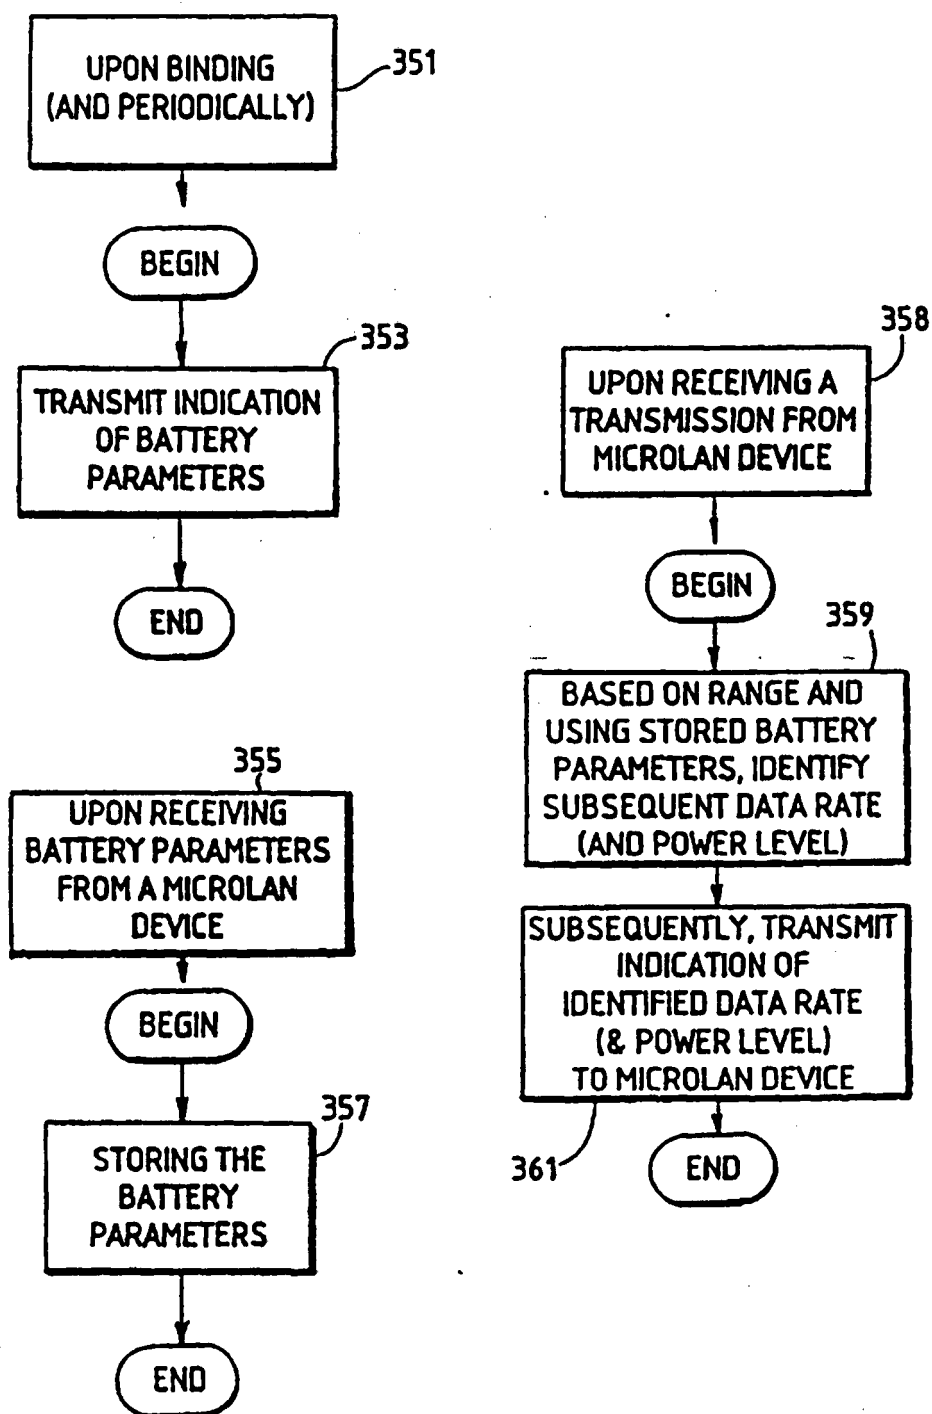 UPON BINDING
(AND PERIODICALLY)
351
BEGIN
353
TRANSMIT INDICATION
OF BATTERY
PARAMETERS
END
355
UPON RECEIVING
BATTERY PARAMETERS
FROM A MICROLAN
DEVICE
BEGIN
357
STORING THE
BATTERY
PARAMETERS
END
358
UPON RECEIVING A
TRANSMISSION FROM
MICROLAN DEVICE
BEGIN
359
BASED ON RANGE AND
USING STORED BATTERY
PARAMETERS, IDENTIFY
SUBSEQUENT DATA RATE
(AND POWER LEVEL)
SUBSEQUENTLY, TRANSMIT
INDICATION OF
IDENTIFIED DATA RATE
(& POWER LEVEL)
TO MICROLAN DEVICE
361
END